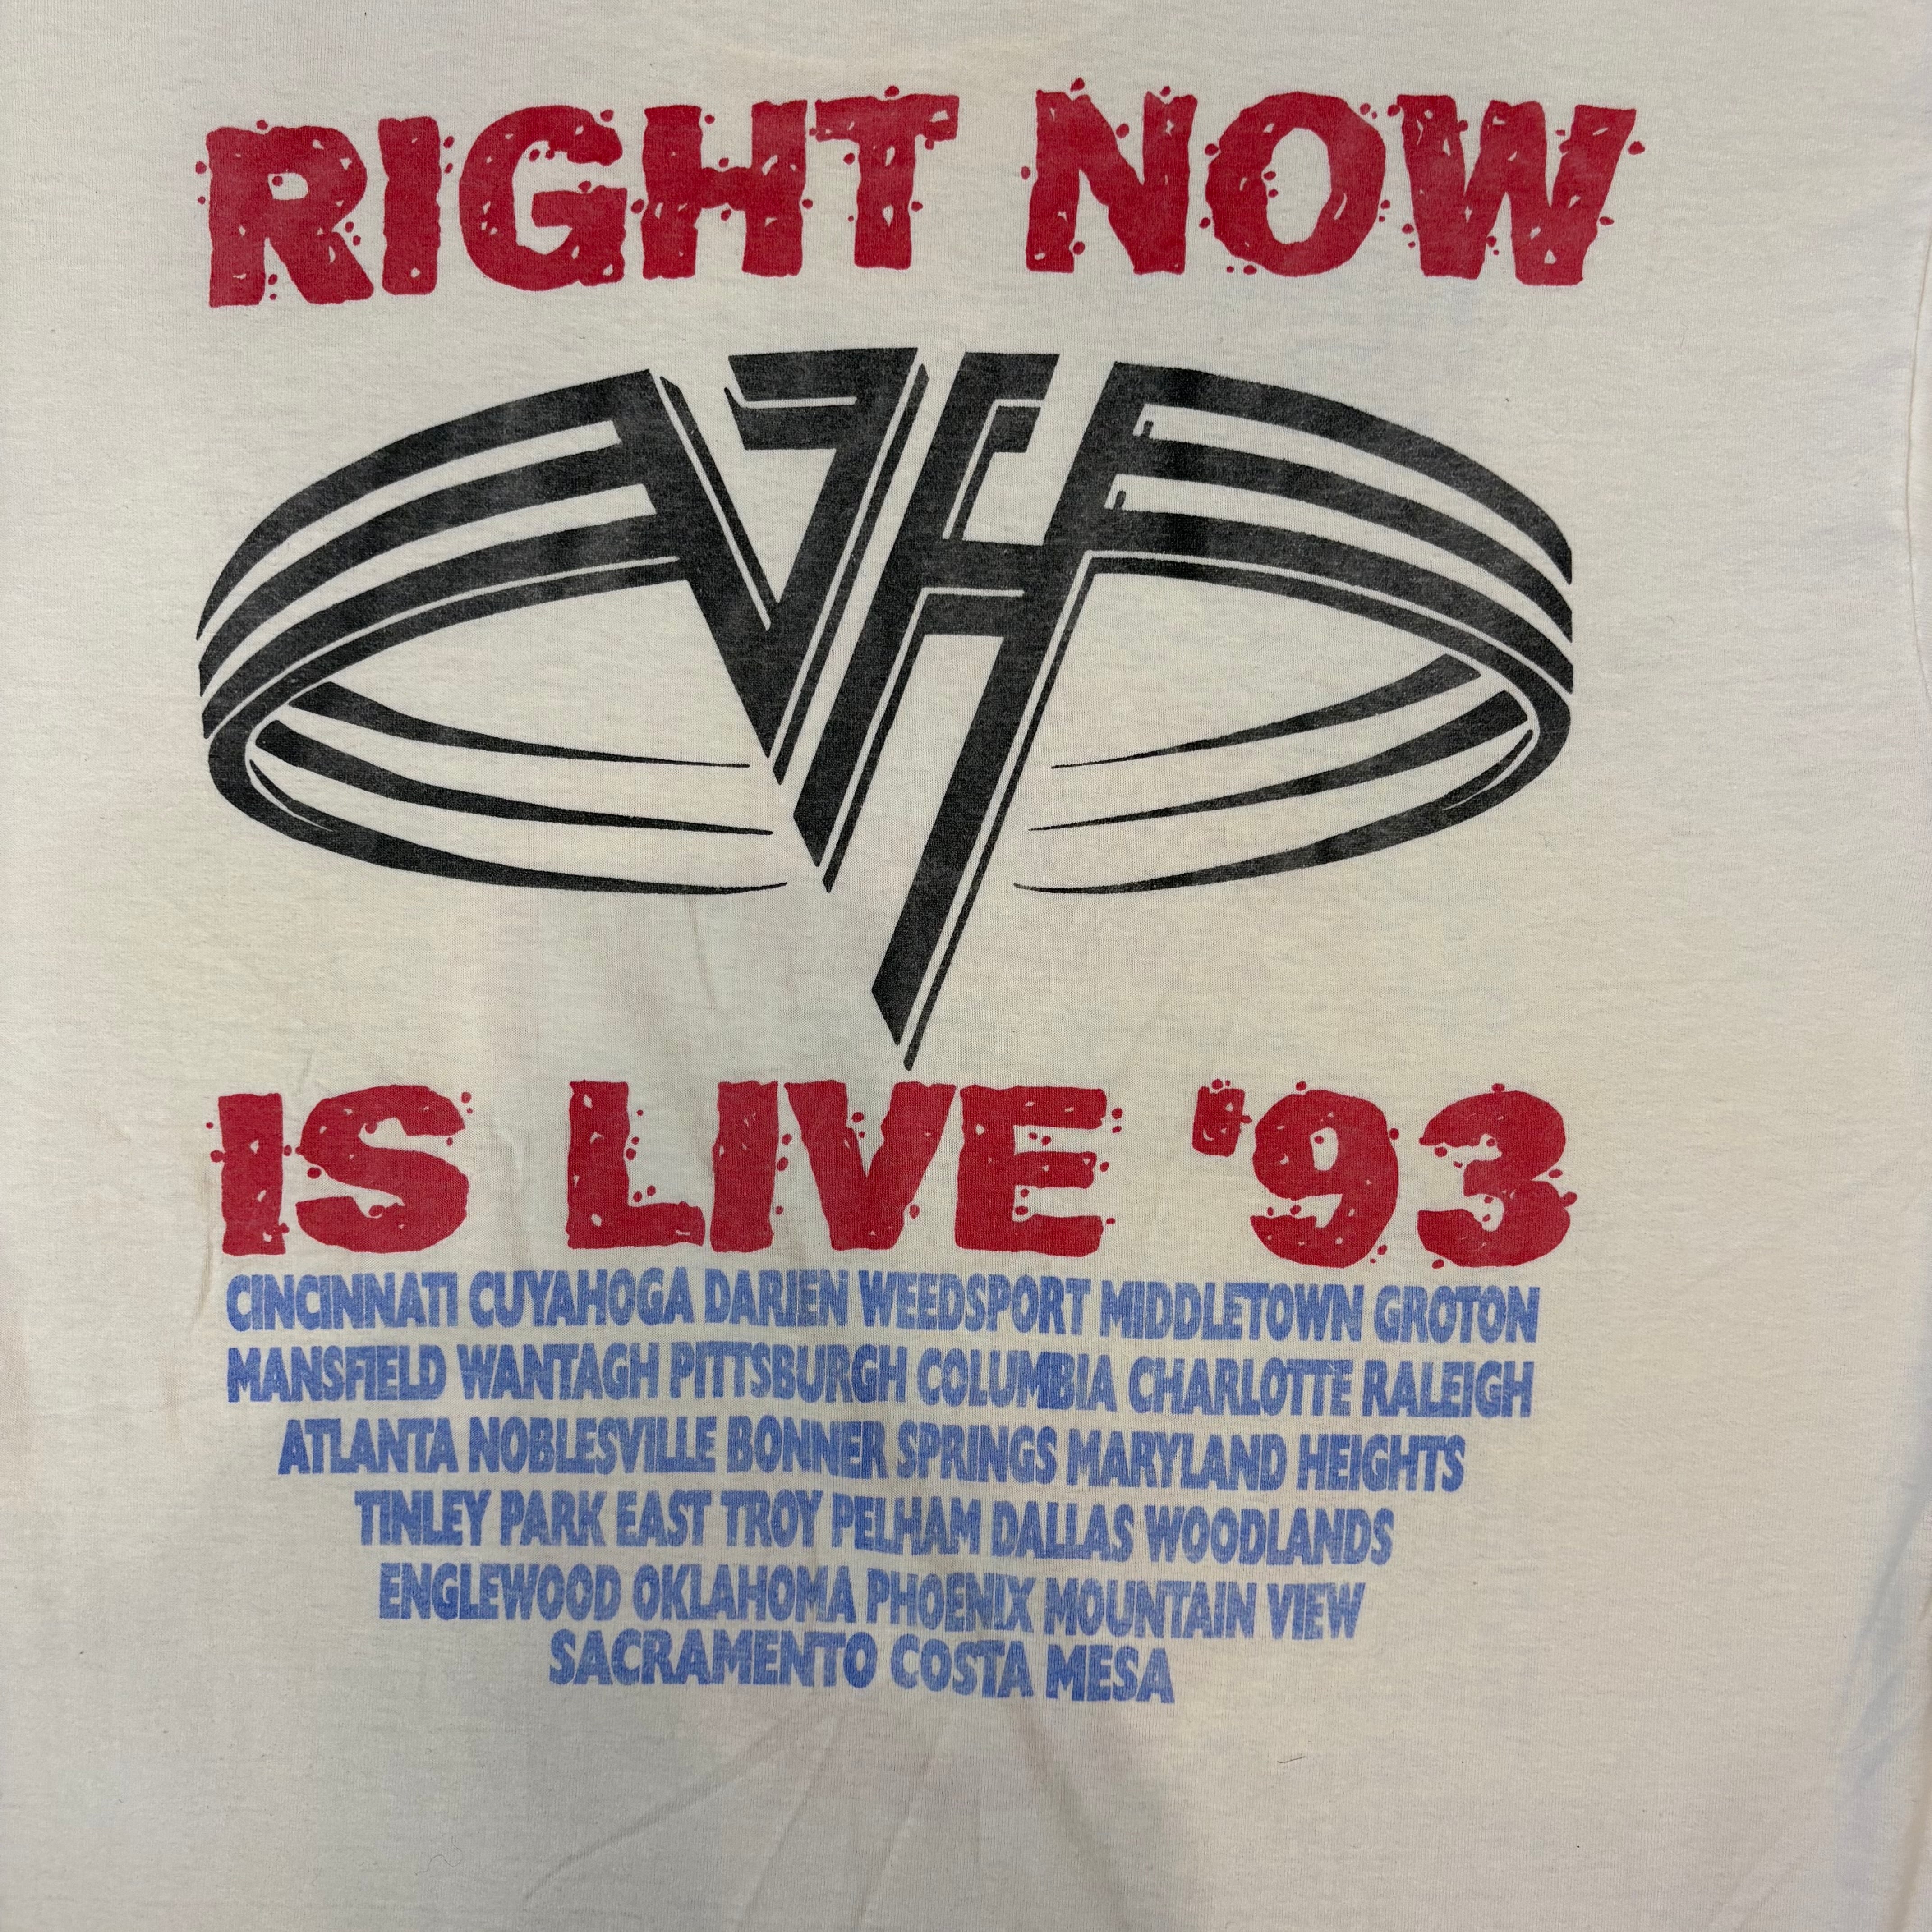 RIGHT NOW
VH
IS LIVE '93
CINCINNATI CUYAHOGA DARIEN WEEDSPORT MIDDLETOWN GROTON
MANSFIELD WANTAGH PITTSBURGH COLUMBIA CHARLOTTE RALEIGH
ATLANTA NOBLESVILLE BONNER SPRINGS MARYLAND HEIGHTS
TINLEY PARK EAST TROY PELHAM DALLAS WOODLANDS
ENGLEWOOD OKLAHOMA PHOENIX MOUNTAIN VIEW
SACRAMENTO COSTA MESA